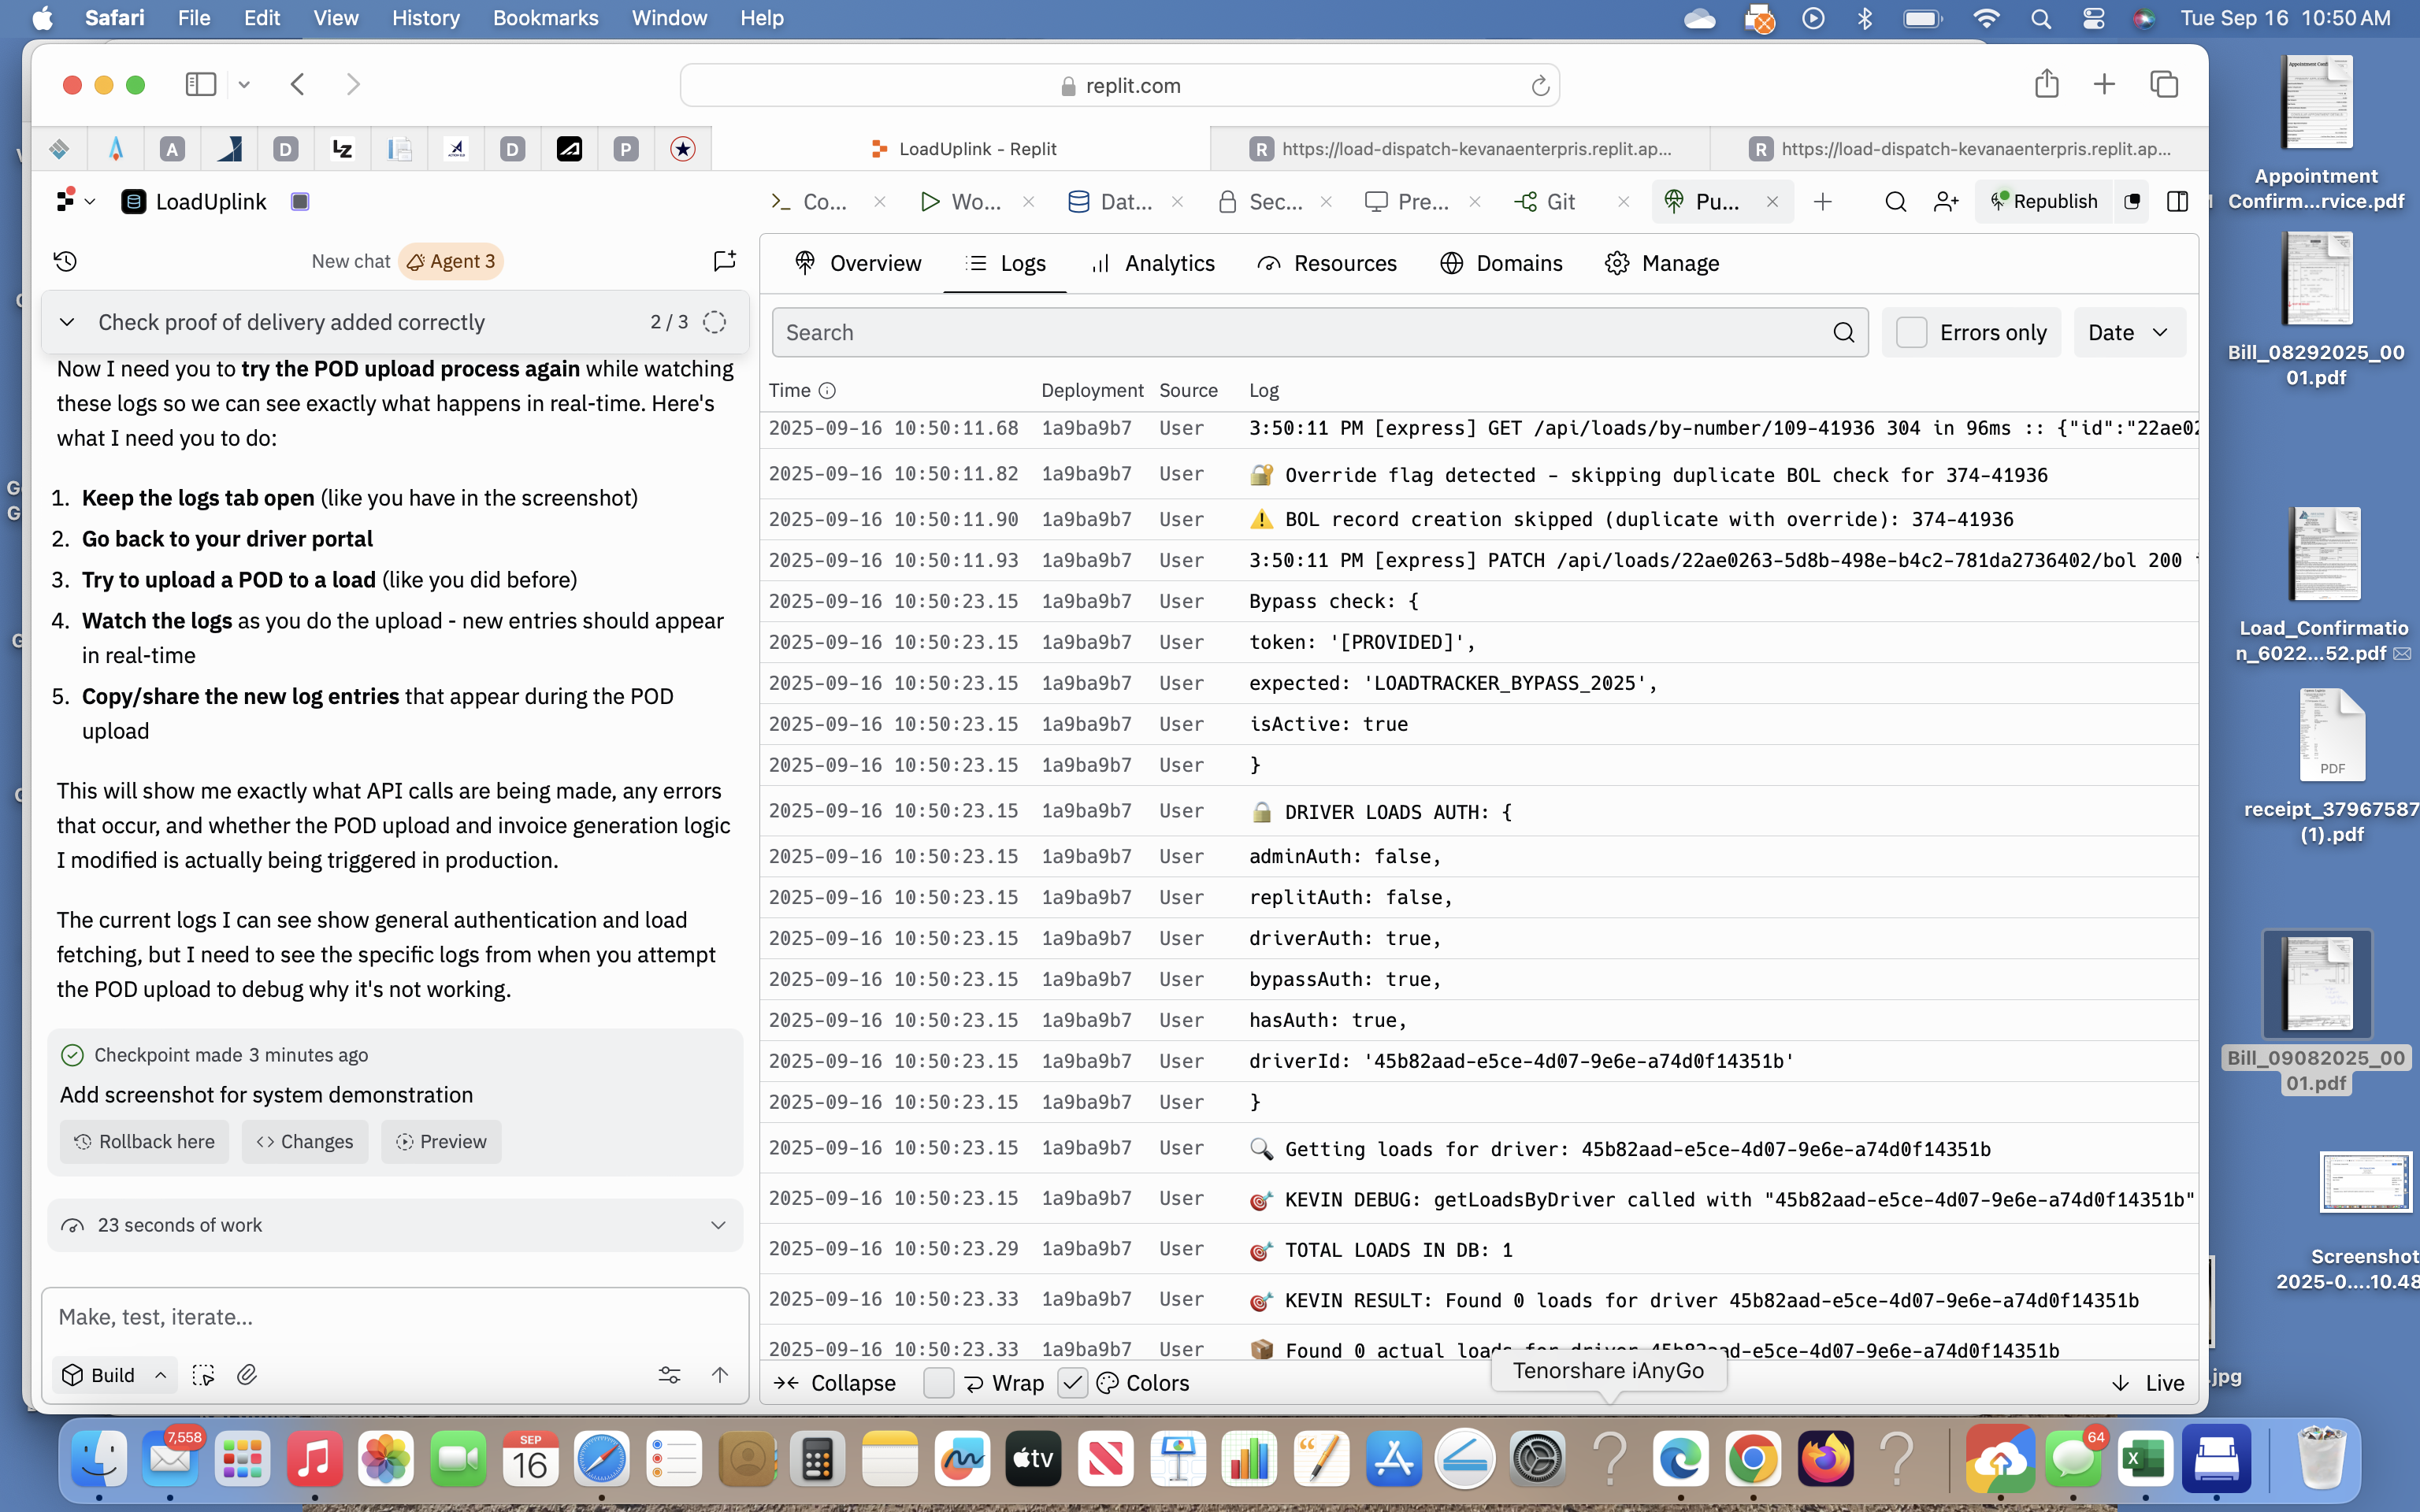 Safari File Edit View History Bookmarks Window Help Tue Sep 16 10:50 AM
replit.com
A D LZ D P LoadUplink - Replit R https://load-dispatch-kevanaenterpris.replit.ap... R https://load-dispatch-kevanaenterpris.replit.ap...
LoadUplink Co... Wo... Dat... Sec... Pre... Git Pu... Republish
New chat Agent 3
Check proof of delivery added correctly 2 / 3
Now I need you to try the POD upload process again while watching
these logs so we can see exactly what happens in real-time. Here's
what I need you to do:
1. Keep the logs tab open (like you have in the screenshot)
2. Go back to your driver portal
3. Try to upload a POD to a load (like you did before)
4. Watch the logs as you do the upload - new entries should appear
in real-time
5. Copy/share the new log entries that appear during the POD
upload
This will show me exactly what API calls are being made, any errors
that occur, and whether the POD upload and invoice generation logic
I modified is actually being triggered in production.
The current logs I can see show general authentication and load
fetching, but I need to see the specific logs from when you attempt
the POD upload to debug why it's not working.
Checkpoint made 3 minutes ago
Add screenshot for system demonstration
Rollback here Changes Preview
23 seconds of work
Make, test, iterate...
Build
Overview Logs Analytics Resources Domains Manage
Search Errors only Date
Time Deployment Source Log
2025-09-16 10:50:11.68 1a9ba9b7 User 3:50:11 PM [express] GET /api/loads/by-number/109-41936 304 in 96ms :: {"id":"22ae02
2025-09-16 10:50:11.82 1a9ba9b7 User 🔐 Override flag detected - skipping duplicate BOL check for 374-41936
2025-09-16 10:50:11.90 1a9ba9b7 User ⚠️ BOL record creation skipped (duplicate with override): 374-41936
2025-09-16 10:50:11.93 1a9ba9b7 User 3:50:11 PM [express] PATCH /api/loads/22ae0263-5d8b-498e-b4c2-781da2736402/bol 200
2025-09-16 10:50:23.15 1a9ba9b7 User Bypass check: {
2025-09-16 10:50:23.15 1a9ba9b7 User token: '[PROVIDED]',
2025-09-16 10:50:23.15 1a9ba9b7 User expected: 'LOADTRACKER_BYPASS_2025',
2025-09-16 10:50:23.15 1a9ba9b7 User isActive: true
2025-09-16 10:50:23.15 1a9ba9b7 User }
2025-09-16 10:50:23.15 1a9ba9b7 User 🔒 DRIVER LOADS AUTH: {
2025-09-16 10:50:23.15 1a9ba9b7 User adminAuth: false,
2025-09-16 10:50:23.15 1a9ba9b7 User replitAuth: false,
2025-09-16 10:50:23.15 1a9ba9b7 User driverAuth: true,
2025-09-16 10:50:23.15 1a9ba9b7 User bypassAuth: true,
2025-09-16 10:50:23.15 1a9ba9b7 User hasAuth: true,
2025-09-16 10:50:23.15 1a9ba9b7 User driverId: '45b82aad-e5ce-4d07-9e6e-a74d0f14351b'
2025-09-16 10:50:23.15 1a9ba9b7 User }
2025-09-16 10:50:23.15 1a9ba9b7 User 🔍 Getting loads for driver: 45b82aad-e5ce-4d07-9e6e-a74d0f14351b
2025-09-16 10:50:23.15 1a9ba9b7 User 🎯 KEVIN DEBUG: getLoadsByDriver called with "45b82aad-e5ce-4d07-9e6e-a74d0f14351b"
2025-09-16 10:50:23.29 1a9ba9b7 User 🎯 TOTAL LOADS IN DB: 1
2025-09-16 10:50:23.33 1a9ba9b7 User 🎯 KEVIN RESULT: Found 0 loads for driver 45b82aad-e5ce-4d07-9e6e-a74d0f14351b
2025-09-16 10:50:23.33 1a9ba9b7 User 📦 Found 0 actual loads for driver 45b82aad-e5ce-4d07-9e6e-a74d0f14351b
Tenorshare iAnyGo
Collapse Wrap Colors Live
Appointment
Confirm...rvice.pdf
Bill_08292025_00
01.pdf
Load_Confirmatio
n_6022...52.pdf
PDF
receipt_37967587
(1).pdf
Bill_09082025_00
01.pdf
Screenshot
2025-0....10.48
.jpg
7,558
SEP
16
tv
64